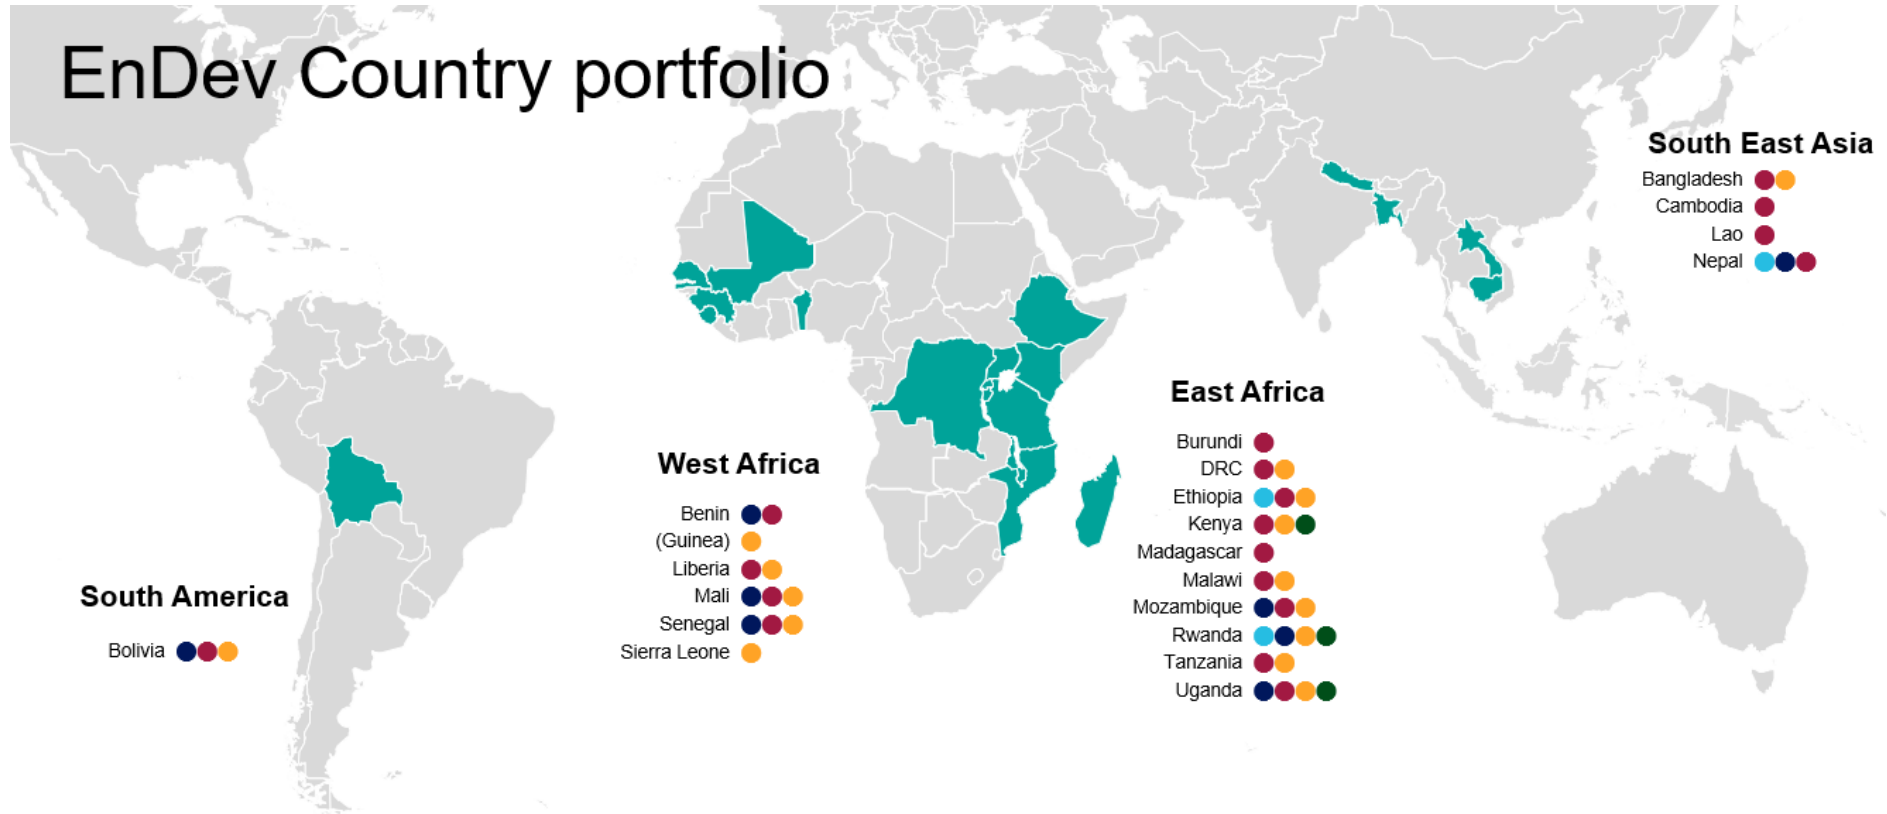 EnDev Country portfolio
South East Asia
Bangladesh
Cambodia
Lao
Nepal
East Africa
Burundi
DRC
Ethiopia
Kenya
Madagascar
Malawi
Mozambique
Rwanda
Tanzania
Uganda
West Africa
Benin
(Guinea)
Liberia
Mali
Senegal
Sierra Leone
South America
Bolivia